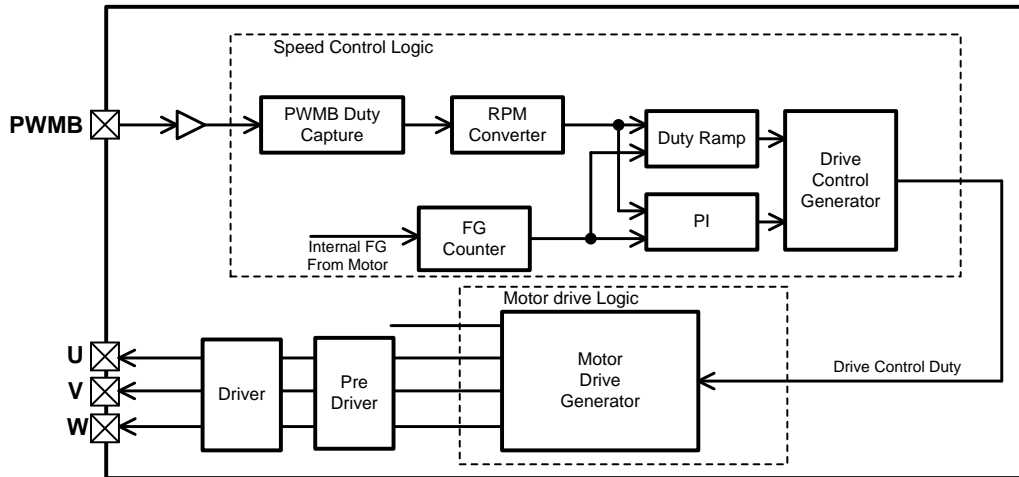 Speed Control Logic
PWMB
PWMB Duty
Capture
RPM
Converter
Duty Ramp
Drive
Control
Generator
PI
FG
Counter
Internal FG
From Motor
Motor drive Logic
U
V
W
Driver
Pre
Driver
Motor
Drive
Generator
Drive Control Duty